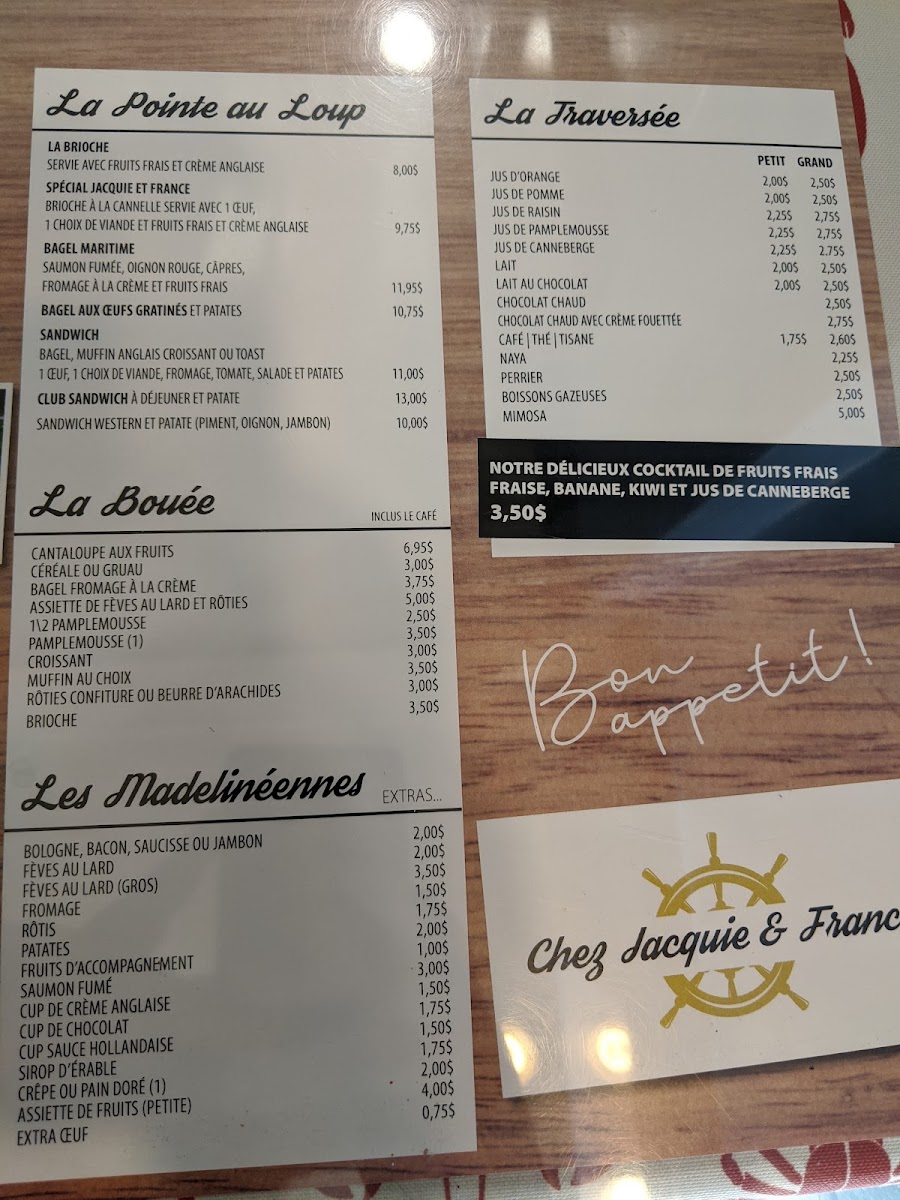 La Pointe au Loup
LA BRIOCHE
SERVIE AVEC FRUITS FRAIS ET CRÈME ANGLAISE 8,00$
SPÉCIAL JACQUIE ET FRANCE
BRIOCHE À LA CANNELLE SERVIE AVEC 1 ŒUF,
1 CHOIX DE VIANDE ET FRUITS FRAIS ET CRÈME ANGLAISE 9,75$
BAGEL MARITIME
SAUMON FUMÉE, OIGNON ROUGE, CÂPRES,
FROMAGE À LA CRÈME ET FRUITS FRAIS 11,95$
BAGEL AUX ŒUFS GRATINÉS ET PATATES 10,75$
SANDWICH
BAGEL, MUFFIN ANGLAIS CROISSANT OU TOAST
1 ŒUF, 1 CHOIX DE VIANDE, FROMAGE, TOMATE, SALADE ET PATATES 11,00$
CLUB SANDWICH À DÉJEUNER ET PATATE 13,00$
SANDWICH WESTERN ET PATATE (PIMENT, OIGNON, JAMBON) 10,00$
La Bouée INCLUS LE CAFÉ
CANTALOUPE AUX FRUITS 6,95$
CÉRÉALE OU GRUAU 3,00$
BAGEL FROMAGE À LA CRÈME 3,75$
ASSIETTE DE FÈVES AU LARD ET RÔTIES 5,00$
1\2 PAMPLEMOUSSE 2,50$
PAMPLEMOUSSE (1) 3,50$
CROISSANT 3,00$
MUFFIN AU CHOIX 3,50$
RÔTIES CONFITURE OU BEURRE D'ARACHIDES 3,00$
BRIOCHE 3,50$
Les Madelinéennes EXTRAS...
BOLOGNE, BACON, SAUCISSE OU JAMBON 2,00$
FÈVES AU LARD 2,00$
FÈVES AU LARD (GROS) 3,50$
FROMAGE 1,50$
RÔTIS 1,75$
PATATES 2,00$
FRUITS D'ACCOMPAGNEMENT 1,00$
SAUMON FUMÉ 3,00$
CUP DE CRÈME ANGLAISE 1,50$
CUP DE CHOCOLAT 1,75$
CUP SAUCE HOLLANDAISE 1,50$
SIROP D'ÉRABLE 1,75$
CRÊPE OU PAIN DORÉ (1) 2,00$
ASSIETTE DE FRUITS (PETITE) 4,00$
EXTRA ŒUF 0,75$
La Traversée
PETIT GRAND
JUS D'ORANGE 2,00$ 2,50$
JUS DE POMME 2,00$ 2,50$
JUS DE RAISIN 2,25$ 2,75$
JUS DE PAMPLEMOUSSE 2,25$ 2,75$
JUS DE CANNEBERGE 2,25$ 2.75$
LAIT 2,00$ 2,50$
LAIT AU CHOCOLAT 2,00$ 2,50$
CHOCOLAT CHAUD 2,50$
CHOCOLAT CHAUD AVEC CRÈME FOUETTÉE 2,75$
CAFÉ | THÉ | TISANE 1,75$ 2,60$
NAYA 2,25$
PERRIER 2,50$
BOISSONS GAZEUSES 2,50$
MIMOSA 5,00$
NOTRE DÉLICIEUX COCKTAIL DE FRUITS FRAIS
FRAISE, BANANE, KIWI ET JUS DE CANNEBERGE
3,50$
Bon
appetit!
Chez Jacquie & Franc